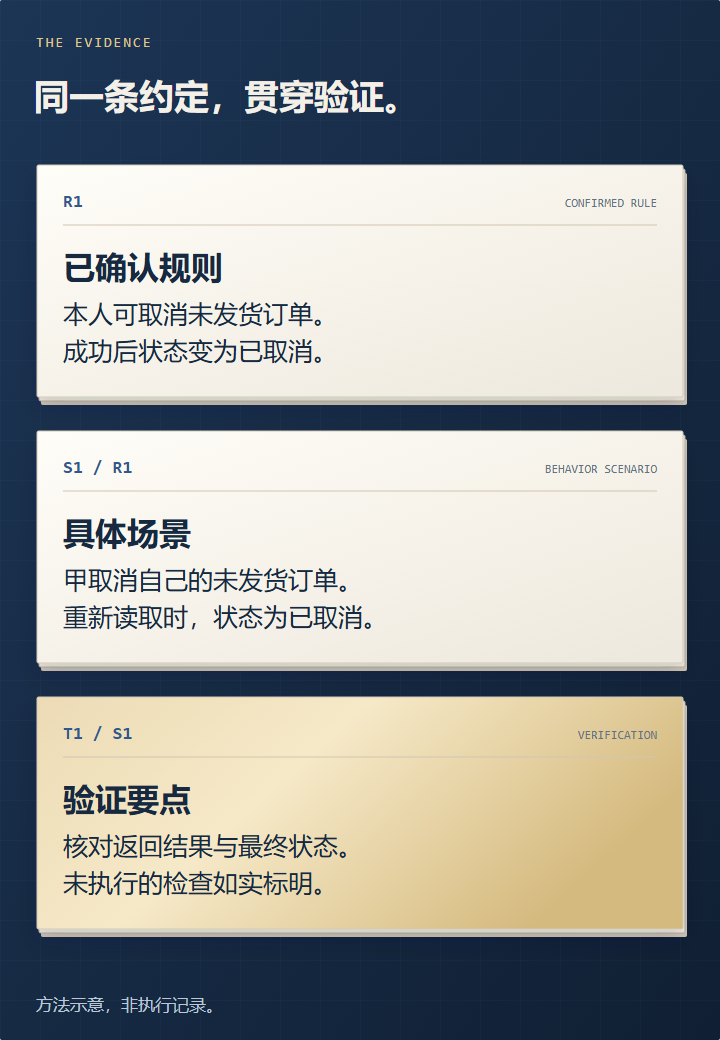 THE EVIDENCE
同一条约定，贯穿验证。
R1
CONFIRMED RULE
已确认规则
本人可取消未发货订单。
成功后状态变为已取消。
S1 / R1
BEHAVIOR SCENARIO
具体场景
甲取消自己的未发货订单。
重新读取时，状态为已取消。
T1 / S1
VERIFICATION
验证要点
核对返回结果与最终状态。
未执行的检查如实标明。
方法示意，非执行记录。